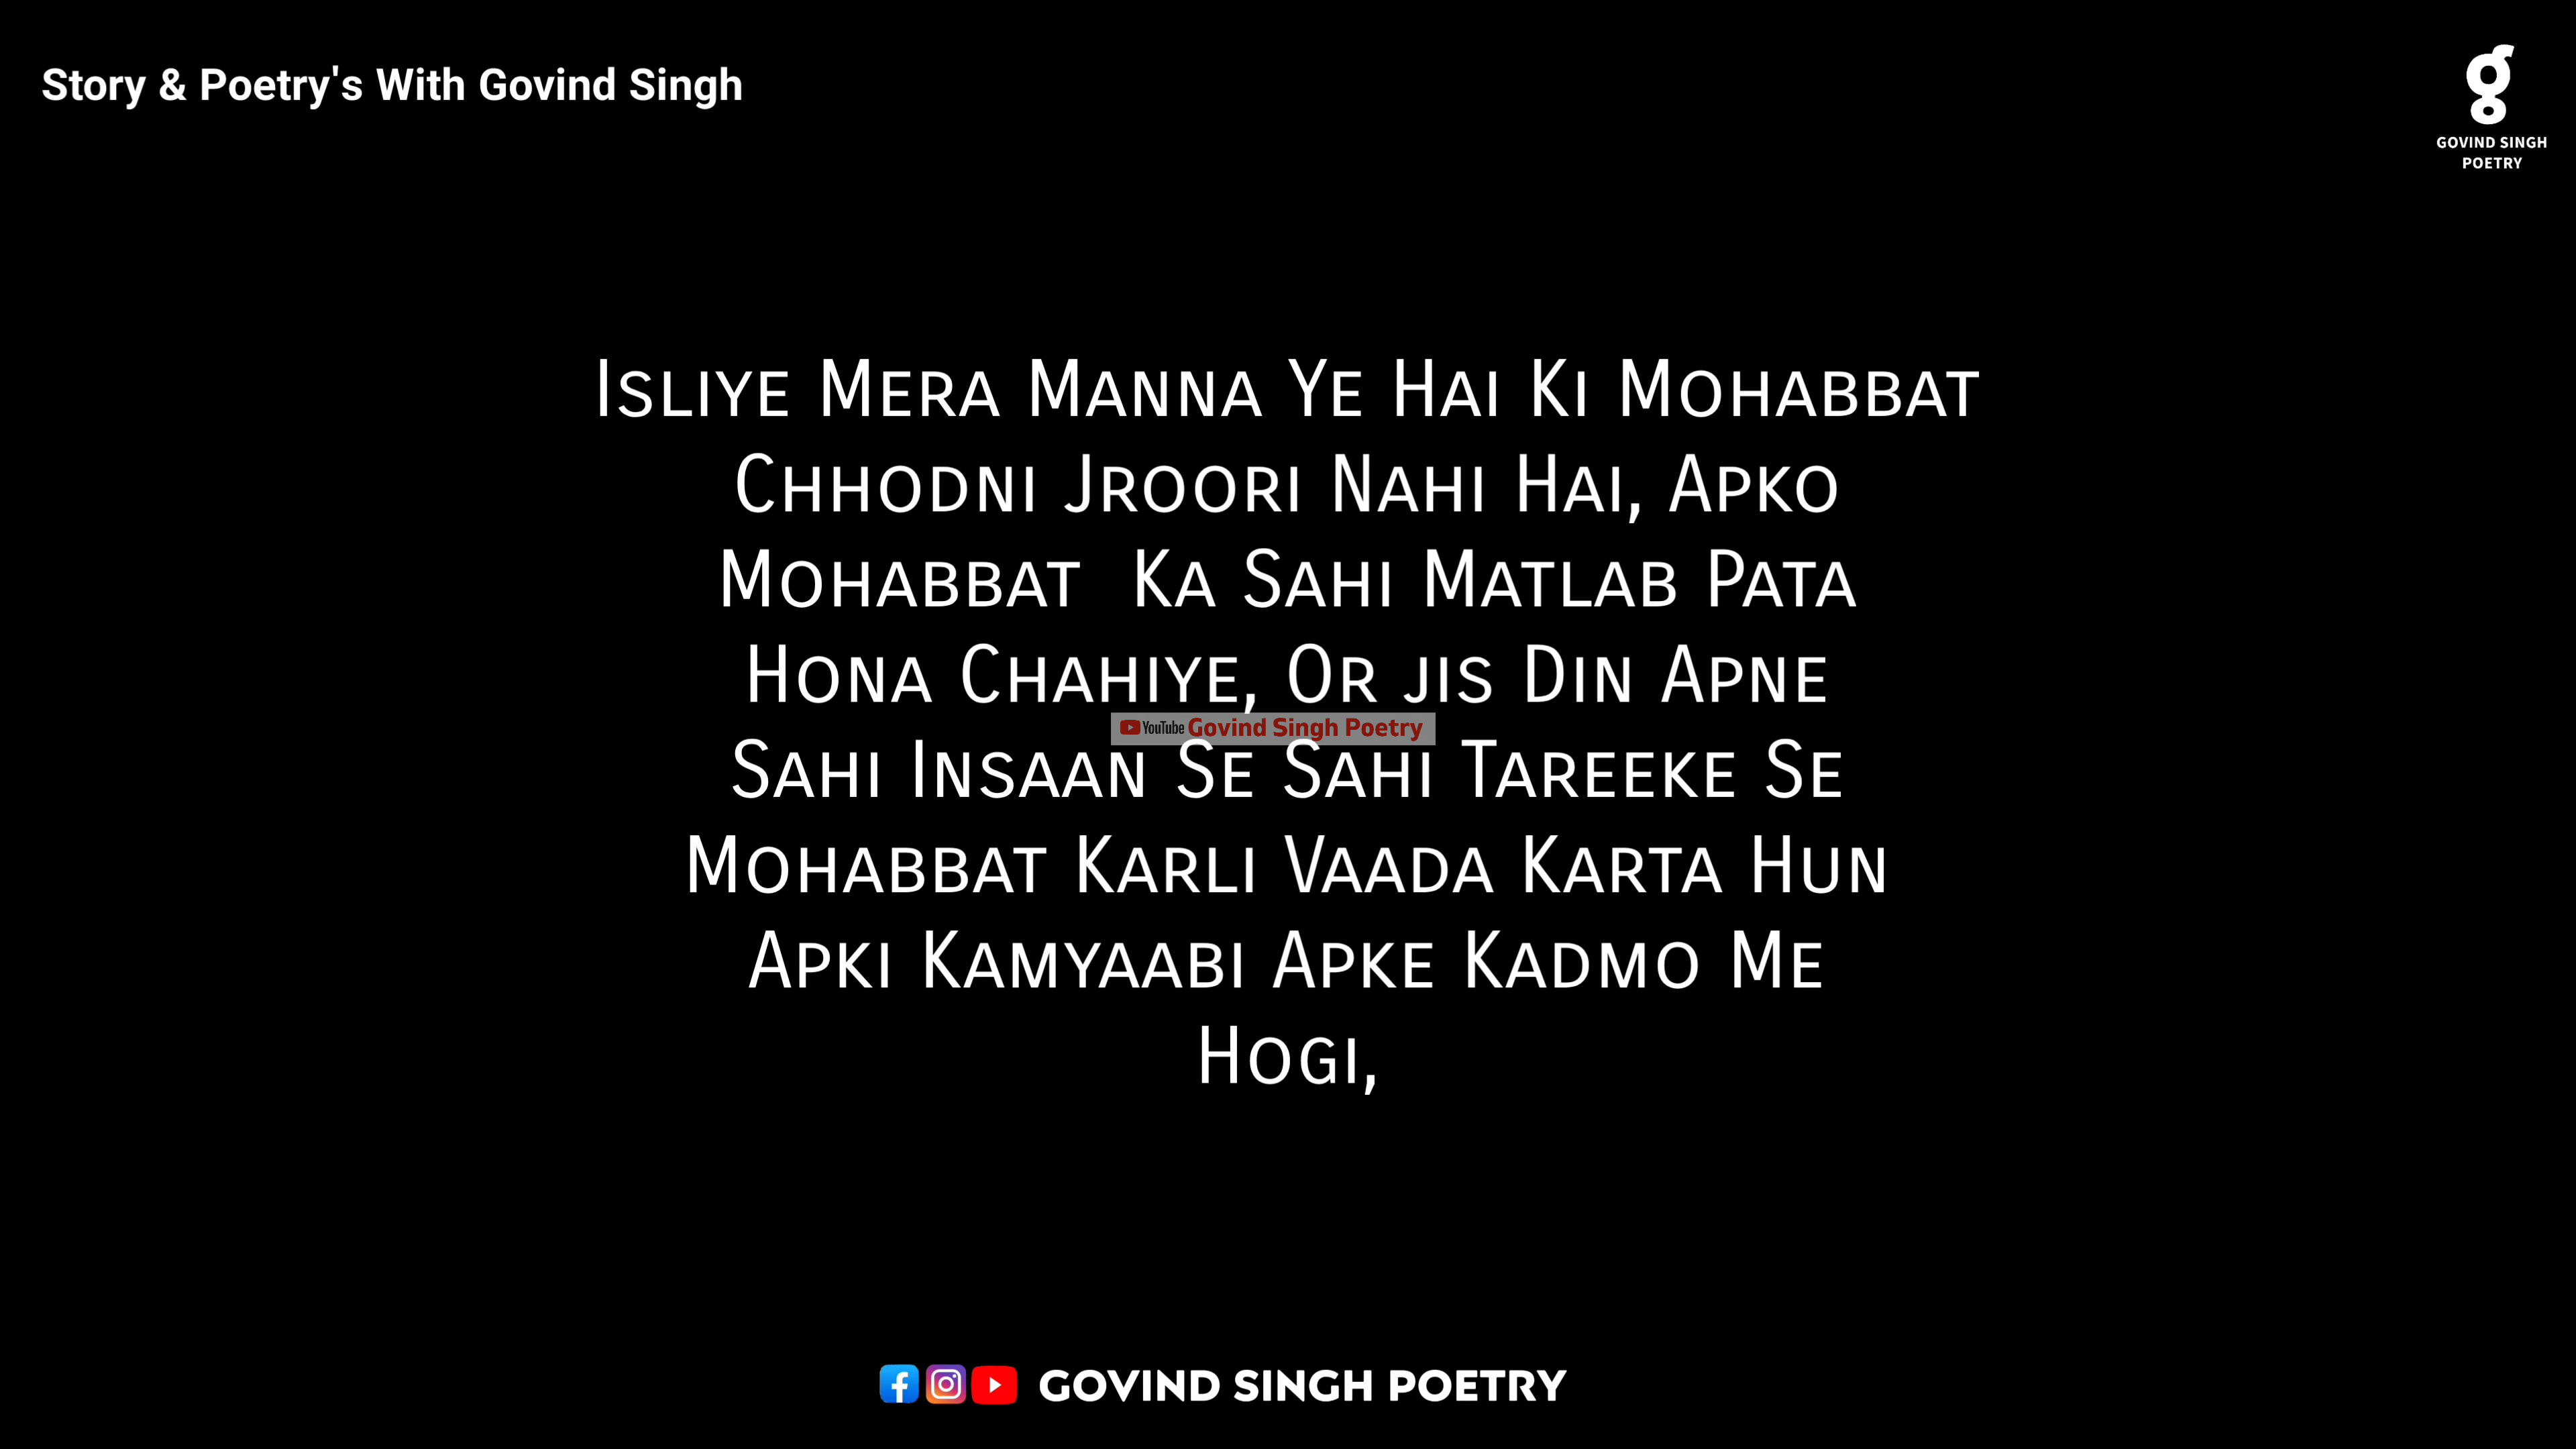 Story & Poetry's With Govind Singh
g
GOVIND SINGH
POETRY
Isliye Mera Manna Ye Hai Ki Mohabbat
Chhodni Jroori Nahi Hai, Apko
Mohabbat  Ka Sahi Matlab Pata
Hona Chahiye, Or jis Din Apne
YouTube Govind Singh Poetry
Sahi Insaan Se Sahi Tareeke Se
Mohabbat Karli Vaada Karta Hun
Apki Kamyaabi Apke Kadmo Me
Hogi,
GOVIND SINGH POETRY